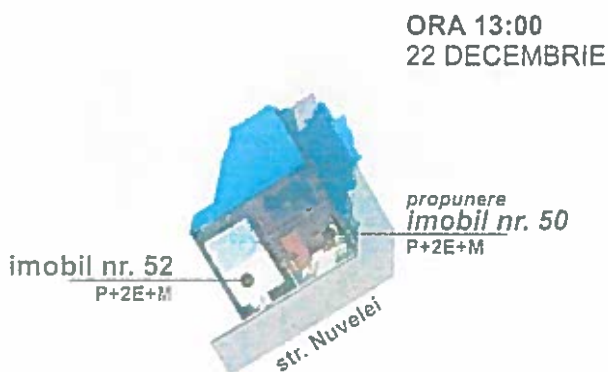 ORA 13:00
22 DECEMBRIE
propunere
imobil nr. 50
P+2E+M
imobil nr. 52
P+2E+M
str. Nuvelei